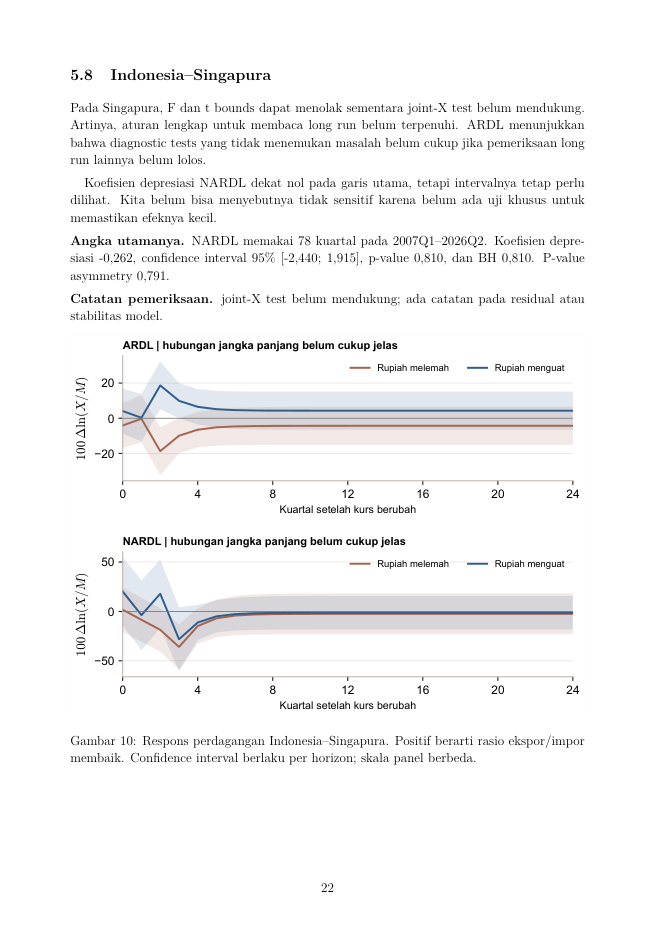 5.8 Indonesia–Singapura
Pada Singapura, F dan t bounds dapat menolak sementara joint-X test belum mendukung.
Artinya, aturan lengkap untuk membaca long run belum terpenuhi. ARDL menunjukkan
bahwa diagnostic tests yang tidak menemukan masalah belum cukup jika pemeriksaan long
run lainnya belum lolos.
Koefisien depresiasi NARDL dekat nol pada garis utama, tetapi intervalnya tetap perlu
dilihat. Kita belum bisa menyebutnya tidak sensitif karena belum ada uji khusus untuk
memastikan efeknya kecil.
Angka utamanya. NARDL memakai 78 kuartal pada 2007Q1–2026Q2. Koefisien depre-
siasi -0,262, confidence interval 95% [-2,440; 1,915], p-value 0,810, dan BH 0,810. P-value
asymmetry 0,791.
Catatan pemeriksaan. joint-X test belum mendukung; ada catatan pada residual atau
stabilitas model.
ARDL | hubungan jangka panjang belum cukup jelas
Rupiah melemah Rupiah menguat
100 Δln(X/M)
20
0
−20
0 4 8 12 16 20 24
Kuartal setelah kurs berubah
NARDL | hubungan jangka panjang belum cukup jelas
Rupiah melemah Rupiah menguat
100 Δln(X/M)
50
0
−50
0 4 8 12 16 20 24
Kuartal setelah kurs berubah
Gambar 10: Respons perdagangan Indonesia–Singapura. Positif berarti rasio ekspor/impor
membaik. Confidence interval berlaku per horizon; skala panel berbeda.
22